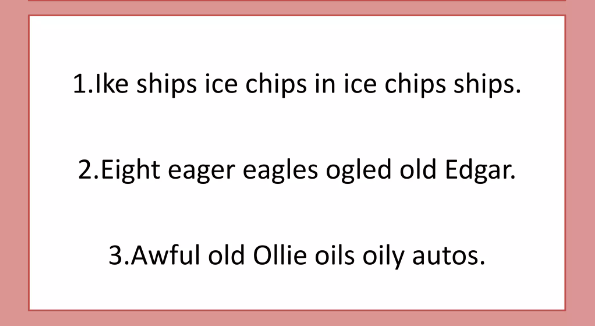 1.Ike ships ice chips in ice chips ships.
2.Eight eager eagles ogled old Edgar.
3.Awful old Ollie oils oily autos.